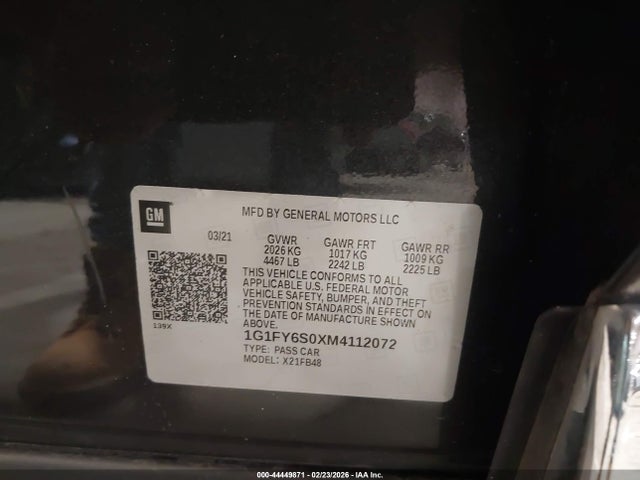 GM
MFD BY GENERAL MOTORS LLC
03/21
GVWR GAWR FRT GAWR RR
2026 KG 1017 KG 1009 KG
4467 LB 2242 LB 2225 LB
THIS VEHICLE CONFORMS TO ALL
APPLICABLE U.S. FEDERAL MOTOR
VEHICLE SAFETY, BUMPER, AND THEFT
PREVENTION STANDARDS IN EFFECT ON
THE DATE OF MANUFACTURE SHOWN
ABOVE.
139X
1G1FY6S0XM4112072
TYPE: PASS CAR
MODEL: X21FB48
000-44449871 - 02/23/2026 - IAA Inc.